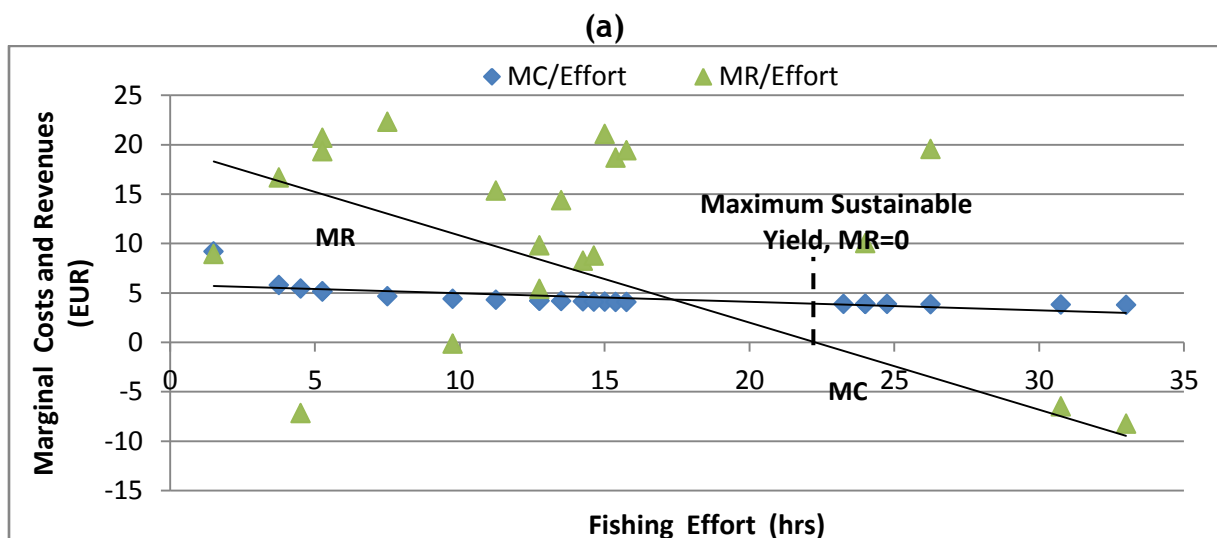 (a)
MC/Effort MR/Effort
Marginal Costs and Revenues
(EUR)
25
20
15
10
5
0
-5
-10
-15
MR
Maximum Sustainable
Yield, MR=0
MC
0 5 10 15 20 25 30 35
Fishing Effort (hrs)